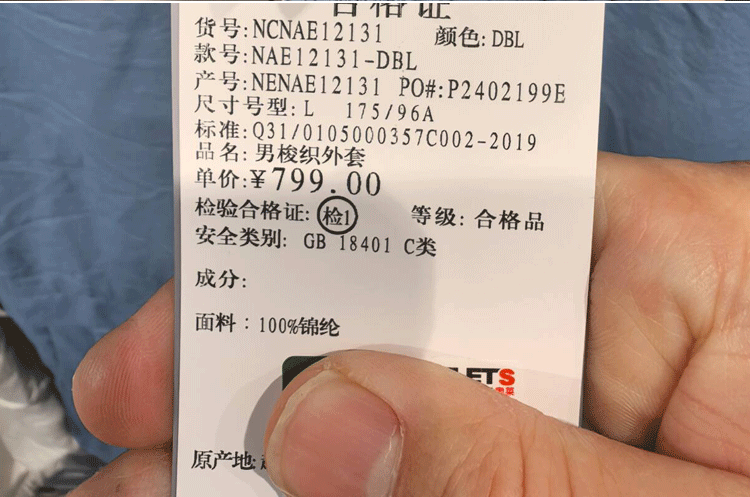 合格证
货号:NCNAE12131 颜色:DBL
款号:NAE12131-DBL
产号:NENAE12131 PO#:P2402199E
尺寸号型:L 175/96A
标准:Q31/0105000357C002-2019
品名:男梭织外套
单价:¥799.00
检验合格证:检1 等级:合格品
安全类别: GB 18401 C类
成分:
面料:100%锦纶
LETS
原产地: